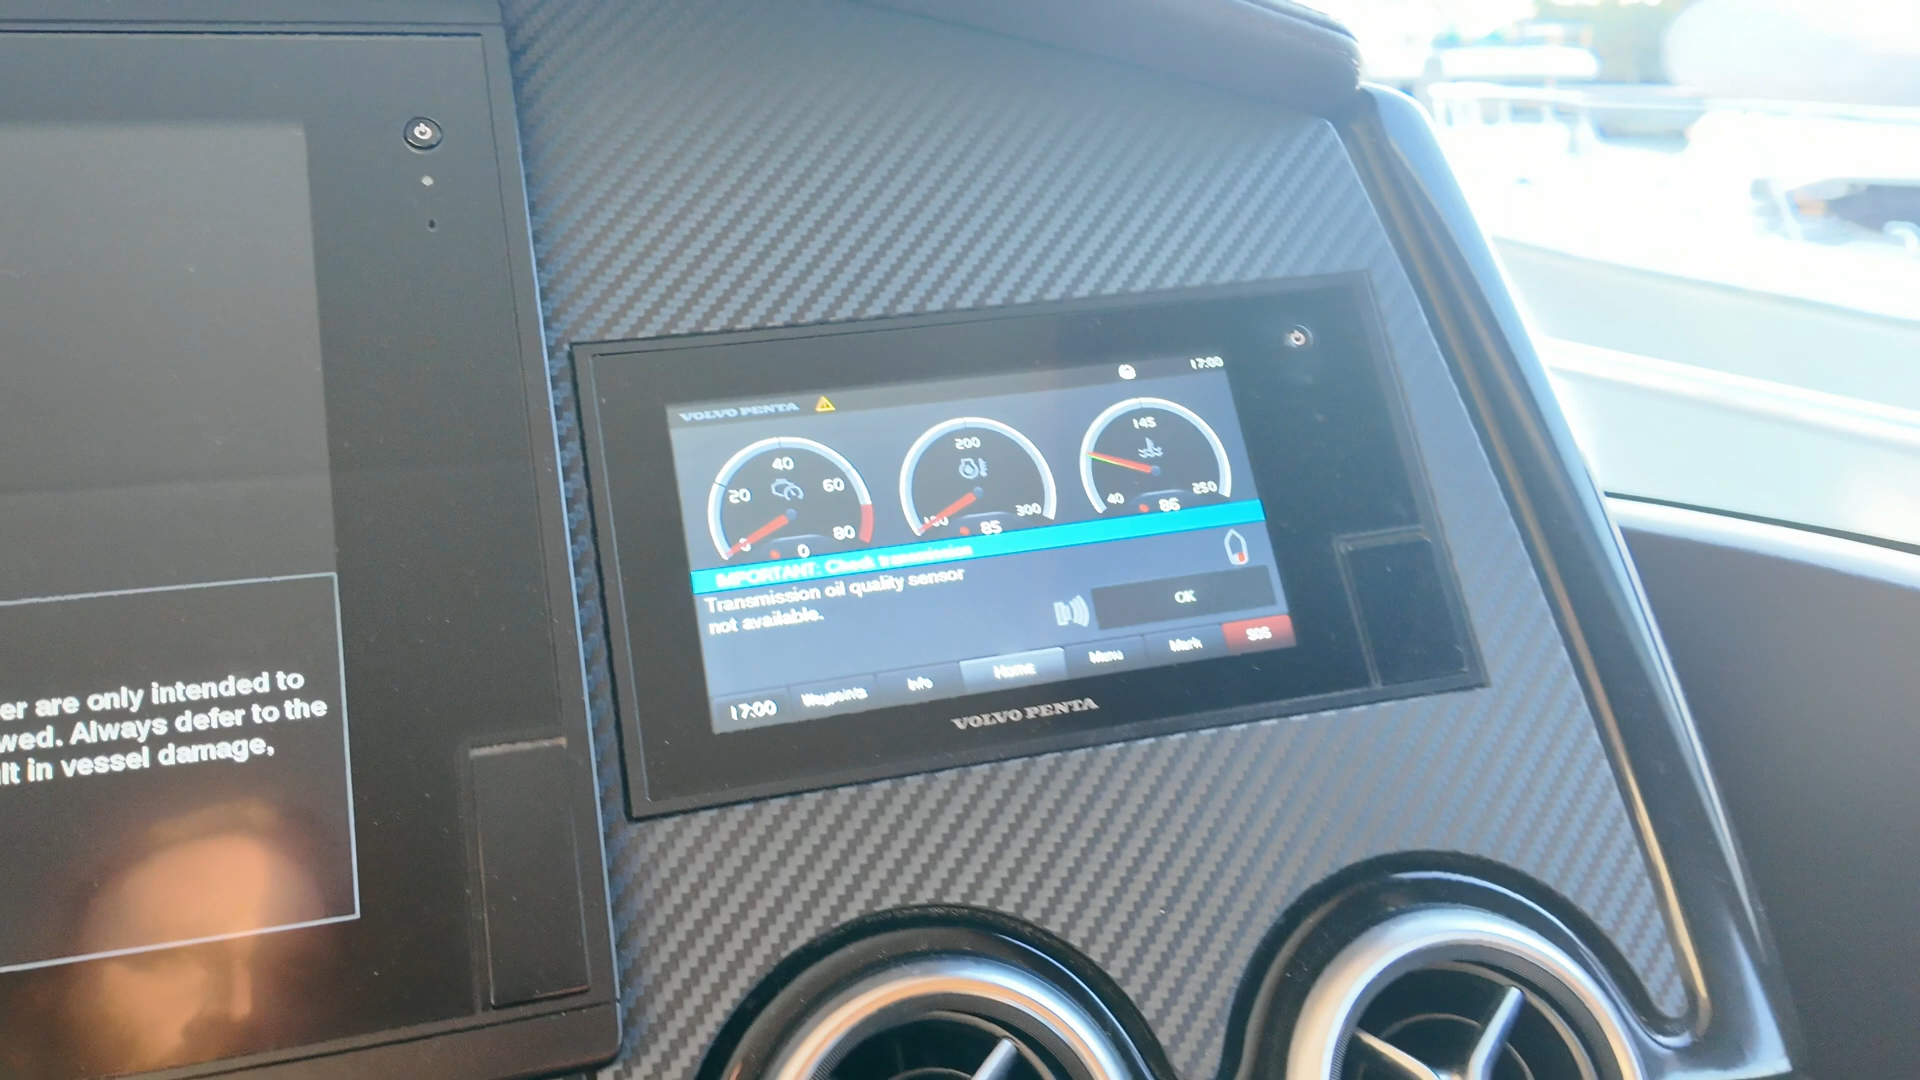 VOLVO PENTA
17:00
20
40
60
80
0
0
200
300
85
145
40
250
86
IMPORTANT: Check transmission
Transmission oil quality sensor
not available.
OK
17:00
Waypoints
Info
Home
Menu
Mark
SOS
VOLVO PENTA
er are only intended to
wed. Always defer to the
lt in vessel damage,